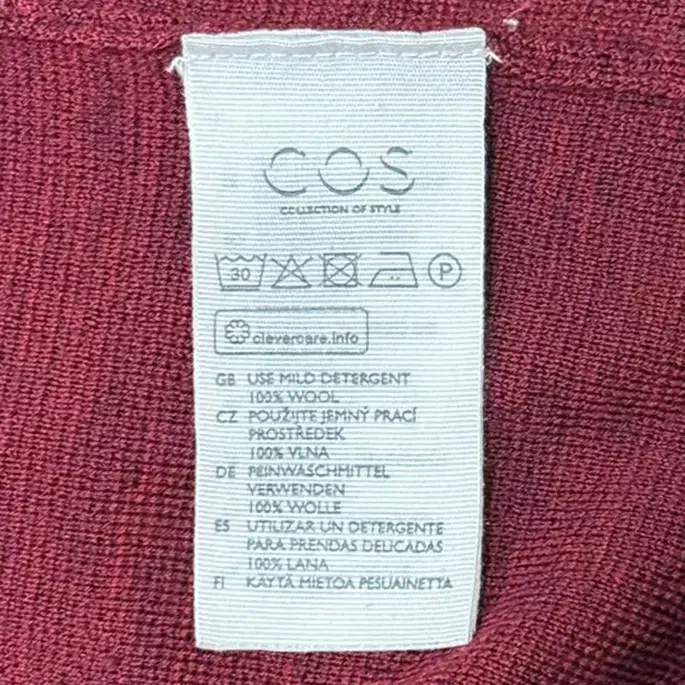 COS
COLLECTION OF STYLE
30
P
clevercare.info
GB USE MILD DETERGENT
100% WOOL
CZ POUŽIJTE JEMNÝ PRACÍ
PROSTŘEDEK
100% VLNA
DE FEINWASCHMITTEL
VERWENDEN
100% WOLLE
ES UTILIZAR UN DETERGENTE
PARA PRENDAS DELICADAS
100% LANA
FI KÄYTÄ MIETOA PESUAINETTA